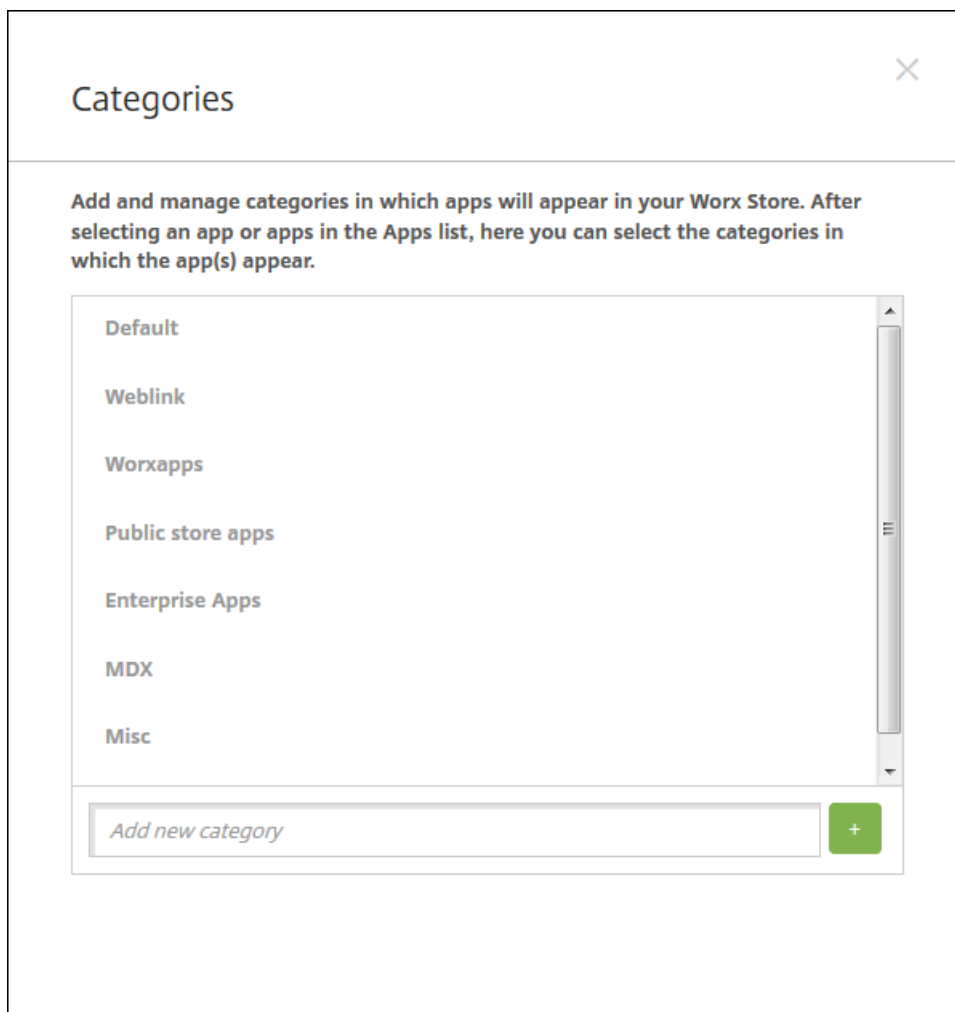 Categories
Add and manage categories in which apps will appear in your Worx Store. After
selecting an app or apps in the Apps list, here you can select the categories in
which the app(s) appear.
Default
Weblink
Worxapps
Public store apps
Enterprise Apps
MDX
Misc
Add new category
+